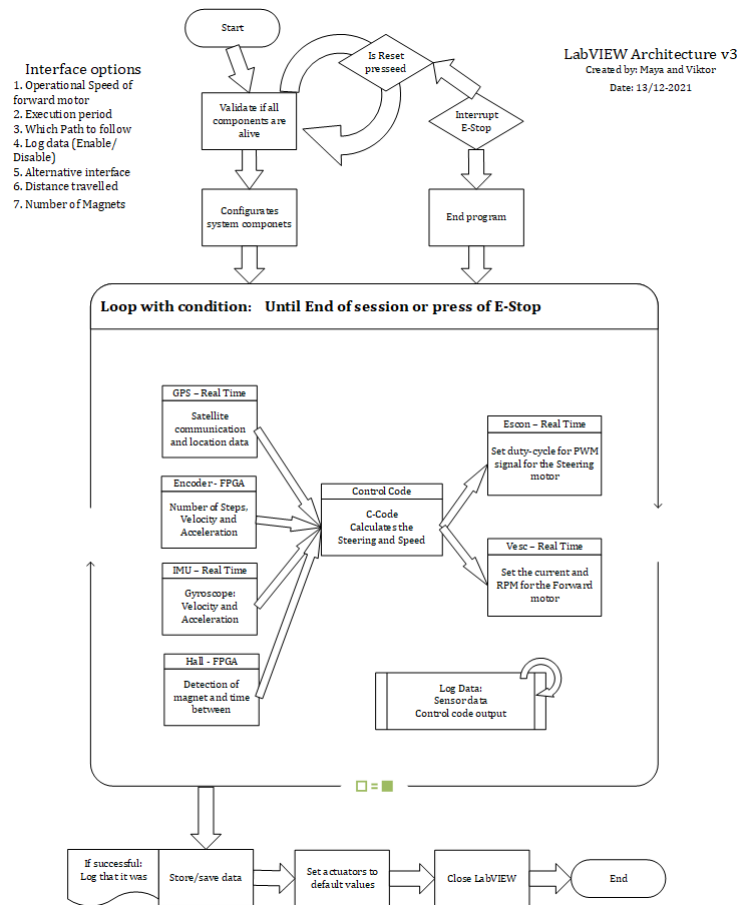 Start
LabVIEW Architecture v3
Created by: Maya and Viktor
Date: 13/12-2021
Interface options
1. Operational Speed of
forward motor
2. Execution period
3. Which Path to follow
4. Log data (Enable/
Disable)
5. Alternative interface
6. Distance travelled
7. Number of Magnets
Is Reset
presseed
Validate if all
components are
alive
Interrupt
E-Stop
Configurates
system componets
End program
Loop with condition: Until End of session or press of E-Stop
GPS – Real Time
Satellite
communication
and location data
Encoder - FPGA
Number of Steps,
Velocity and
Acceleration
IMU – Real Time
Gyroscope:
Velocity and
Acceleration
Hall - FPGA
Detection of
magnet and time
between
Control Code
C-Code
Calculates the
Steering and Speed
Escon – Real Time
Set duty-cycle for PWM
signal for the Steering
motor
Vesc – Real Time
Set the current and
RPM for the Forward
motor
Log Data:
Sensor data
Control code output
If successful:
Log that it was
Store/save data
Set actuators to
default values
Close LabVIEW
End